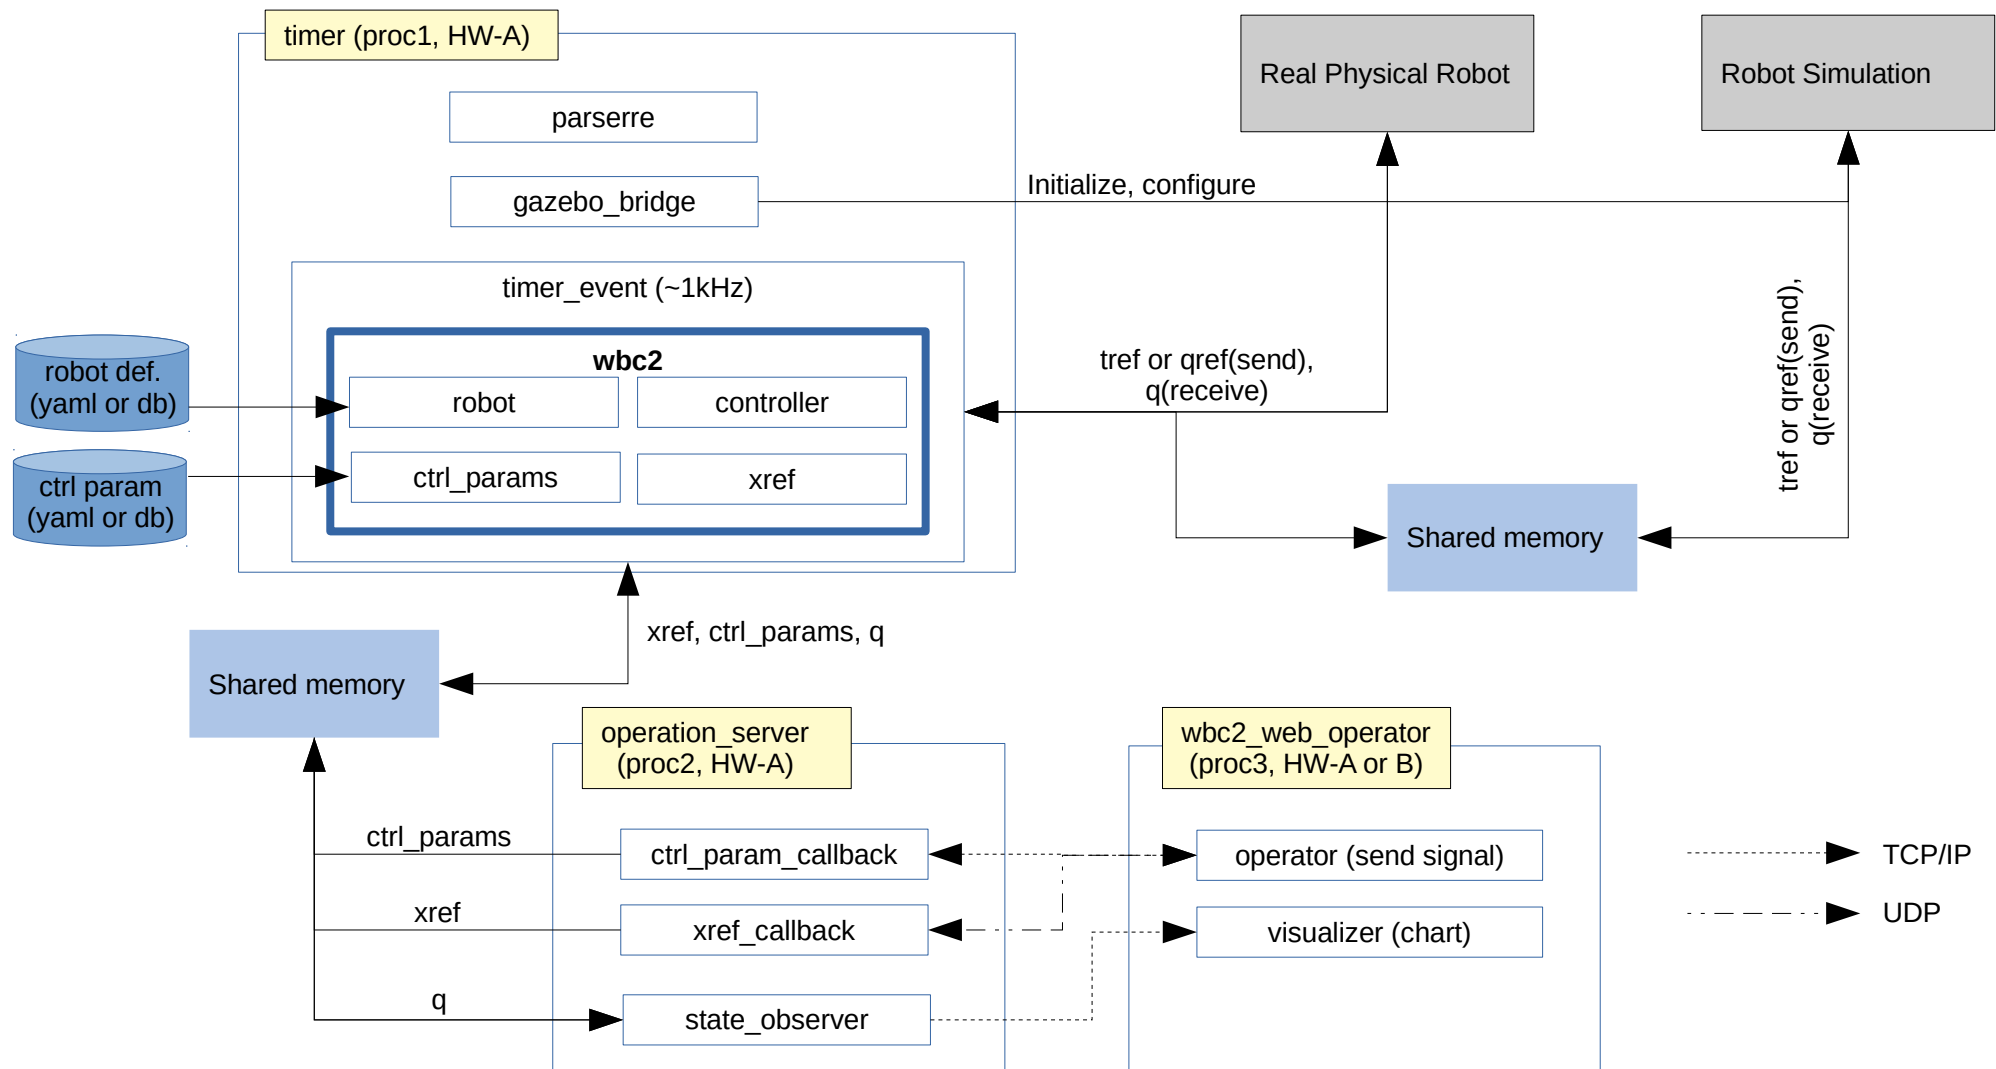 timer (proc1, HW-A)
parserre
gazebo_bridge
Initialize, configure
Real Physical Robot
Robot Simulation
timer_event (~1kHz)
wbc2
robot
controller
ctrl_params
xref
robot def.
(yaml or db)
ctrl param
(yaml or db)
tref or qref(send),
q(receive)
tref or qref(send),
q(receive)
Shared memory
xref, ctrl_params, q
Shared memory
operation_server
(proc2, HW-A)
wbc2_web_operator
(proc3, HW-A or B)
ctrl_params
ctrl_param_callback
operator (send signal)
TCP/IP
xref
xref_callback
visualizer (chart)
UDP
q
state_observer